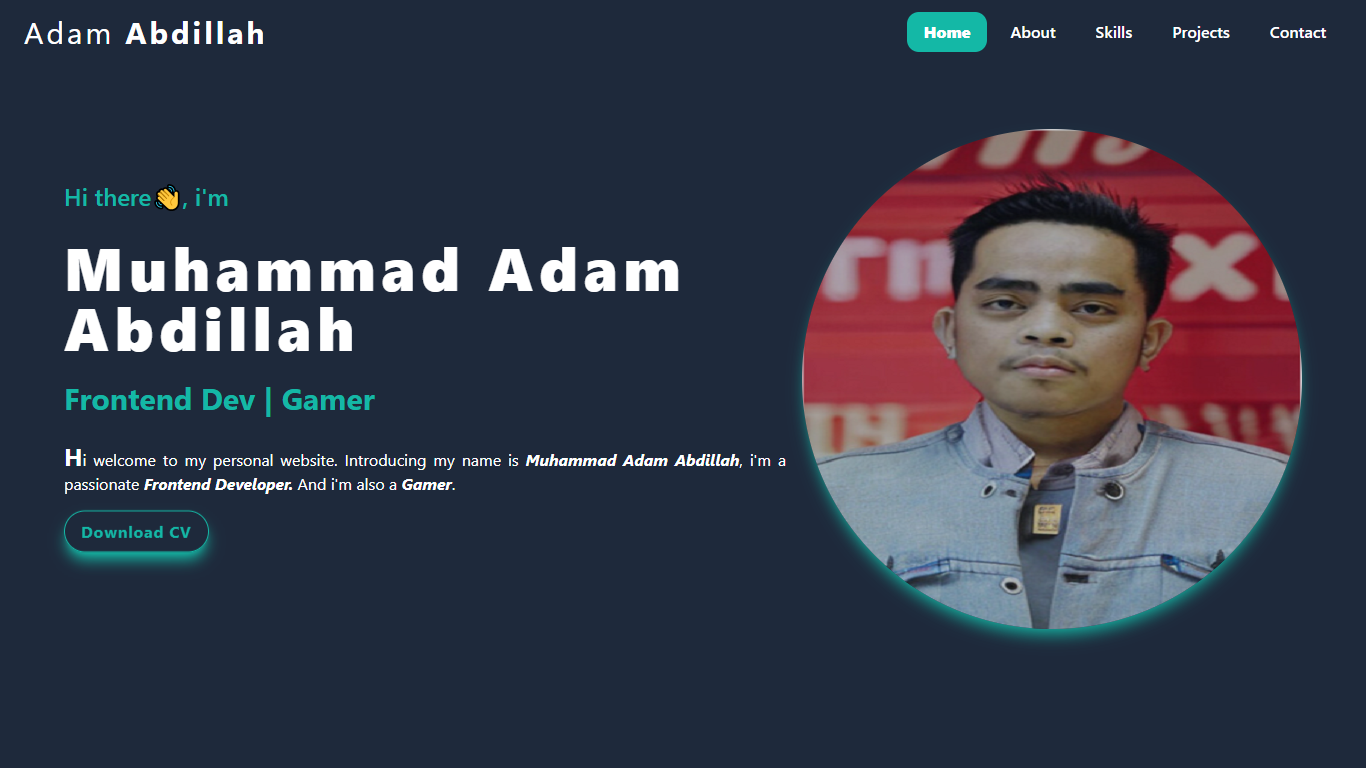 Adam Abdillah
Home About Skills Projects Contact
Hi there👋, i'm
Muhammad Adam
Abdillah
Frontend Dev | Gamer
Hi welcome to my personal website. Introducing my name is Muhammad Adam Abdillah, i'm a
passionate Frontend Developer. And i'm also a Gamer.
Download CV